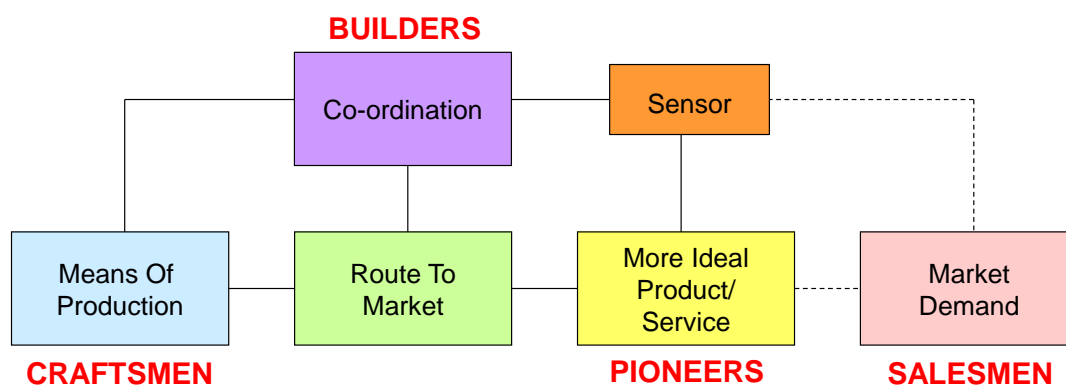 BUILDERS
Co-ordination
Sensor
Means Of
Production
Route To
Market
More Ideal
Product/
Service
Market
Demand
CRAFTSMEN
PIONEERS
SALESMEN